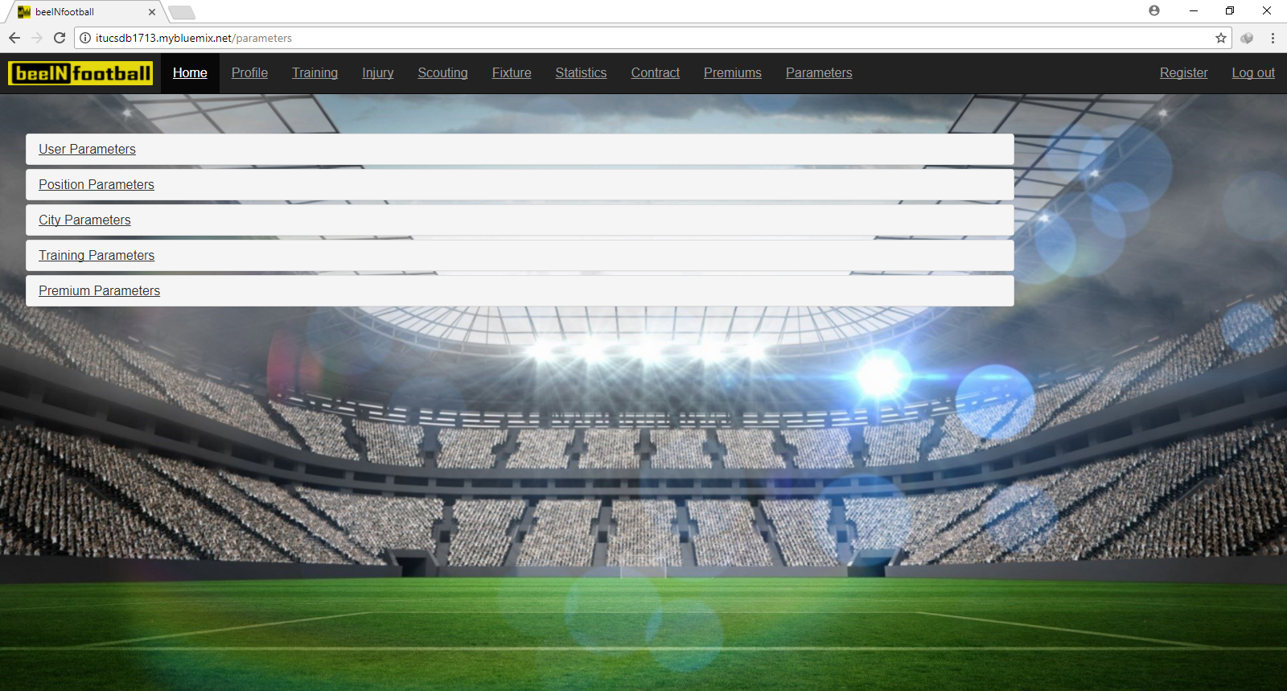 beeINfootball
itucsdb1713.mybluemix.net/parameters
beeINfootball Home Profile Training Injury Scouting Fixture Statistics Contract Premiums Parameters Register Log out
User Parameters
Position Parameters
City Parameters
Training Parameters
Premium Parameters